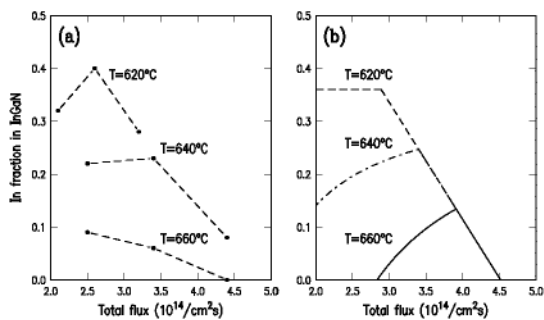 (a)
T=620°C
T=640°C
T=660°C
0.5
0.4
0.3
0.2
0.1
0.0
In fraction in InGaN
2.0 2.5 3.0 3.5 4.0 4.5 5.0
Total flux (10¹⁴/cm²s)
(b)
T=620°C
T=640°C
T=660°C
0.5
0.4
0.3
0.2
0.1
0.0
2.0 2.5 3.0 3.5 4.0 4.5 5.0
Total flux (10¹⁴/cm²s)